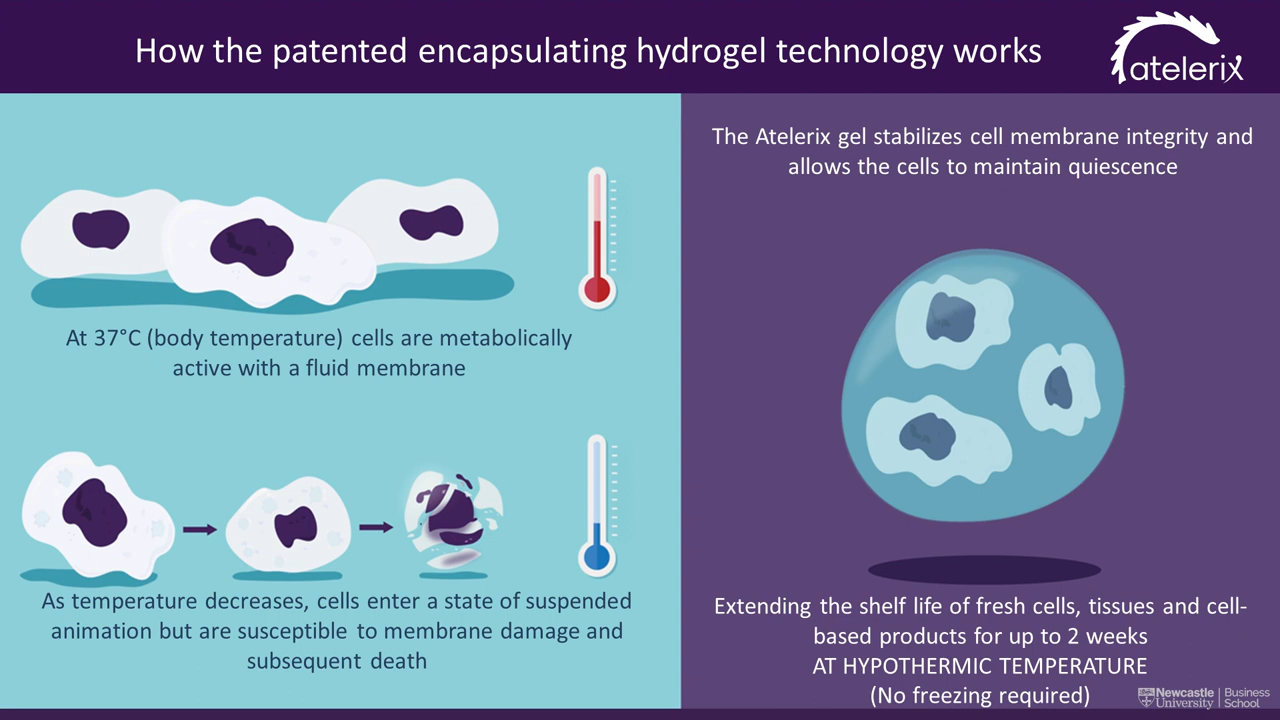 How the patented encapsulating hydrogel technology works
atelerix
At 37°C (body temperature) cells are metabolically
active with a fluid membrane
As temperature decreases, cells enter a state of suspended
animation but are susceptible to membrane damage and
subsequent death
The Atelerix gel stabilizes cell membrane integrity and
allows the cells to maintain quiescence
Extending the shelf life of fresh cells, tissues and cell-
based products for up to 2 weeks
AT HYPOTHERMIC TEMPERATURE
(No freezing required)
Newcastle
University
Business
School